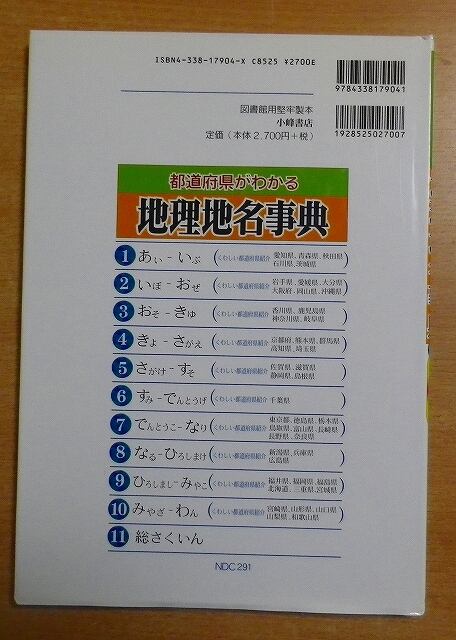 ISBN4-338-17904-X C8525 ¥2700E
9784338179041
図書館用堅牢製本
小峰書店
定価（本体2,700円＋税）
1928525027007
都道府県がわかる
地理地名事典
1 あい－いぶ （くわしい都道府県紹介 愛知県、青森県、秋田県
石川県、茨城県）
2 いぼ－おぜ （くわしい都道府県紹介 岩手県、愛媛県、大分県
大阪府、岡山県、沖縄県）
3 おそ－きゅ （くわしい都道府県紹介 香川県、鹿児島県
神奈川県、岐阜県）
4 きょ－さがえ （くわしい都道府県紹介 京都府、熊本県、群馬県
高知県、埼玉県）
5 さがけ－すそ （くわしい都道府県紹介 佐賀県、滋賀県
静岡県、島根県）
6 すみ－てんとうげ （くわしい都道府県紹介 千葉県）
7 でんとうこ－なり （くわしい都道府県紹介 東京都、徳島県、栃木県
鳥取県、富山県、長崎県
長野県、奈良県）
8 なる－ひろしまけ （くわしい都道府県紹介 新潟県、兵庫県
広島県）
9 ひろしまし－みやこ （くわしい都道府県紹介 福井県、福岡県、福島県
北海道、三重県、宮城県）
10 みやざ－わん （くわしい都道府県紹介 宮崎県、山形県、山口県
山梨県、和歌山県）
11 総さくいん
NDC 291